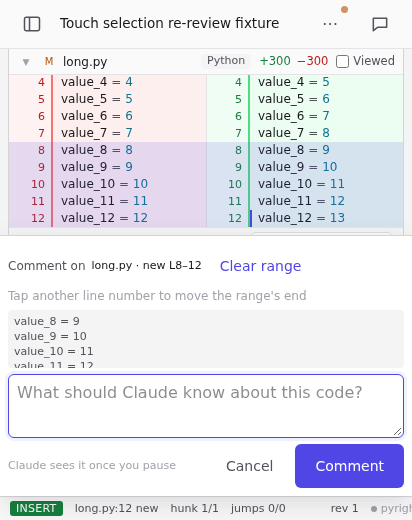 Touch selection re-review fixture
▼ M long.py Python +300 −300 Viewed
4 value_4 = 4 4 value_4 = 5
5 value_5 = 5 5 value_5 = 6
6 value_6 = 6 6 value_6 = 7
7 value_7 = 7 7 value_7 = 8
8 value_8 = 8 8 value_8 = 9
9 value_9 = 9 9 value_9 = 10
10 value_10 = 10 10 value_10 = 11
11 value_11 = 11 11 value_11 = 12
12 value_12 = 12 12 value_12 = 13
Comment on long.py · new L8–12 Clear range
Tap another line number to move the range's end
value_8 = 9
value_9 = 10
value_10 = 11
value_11 = 12
What should Claude know about this code?
Claude sees it once you pause Cancel Comment
INSERT long.py:12 new hunk 1/1 jumps 0/0 rev 1 ● pyrigh